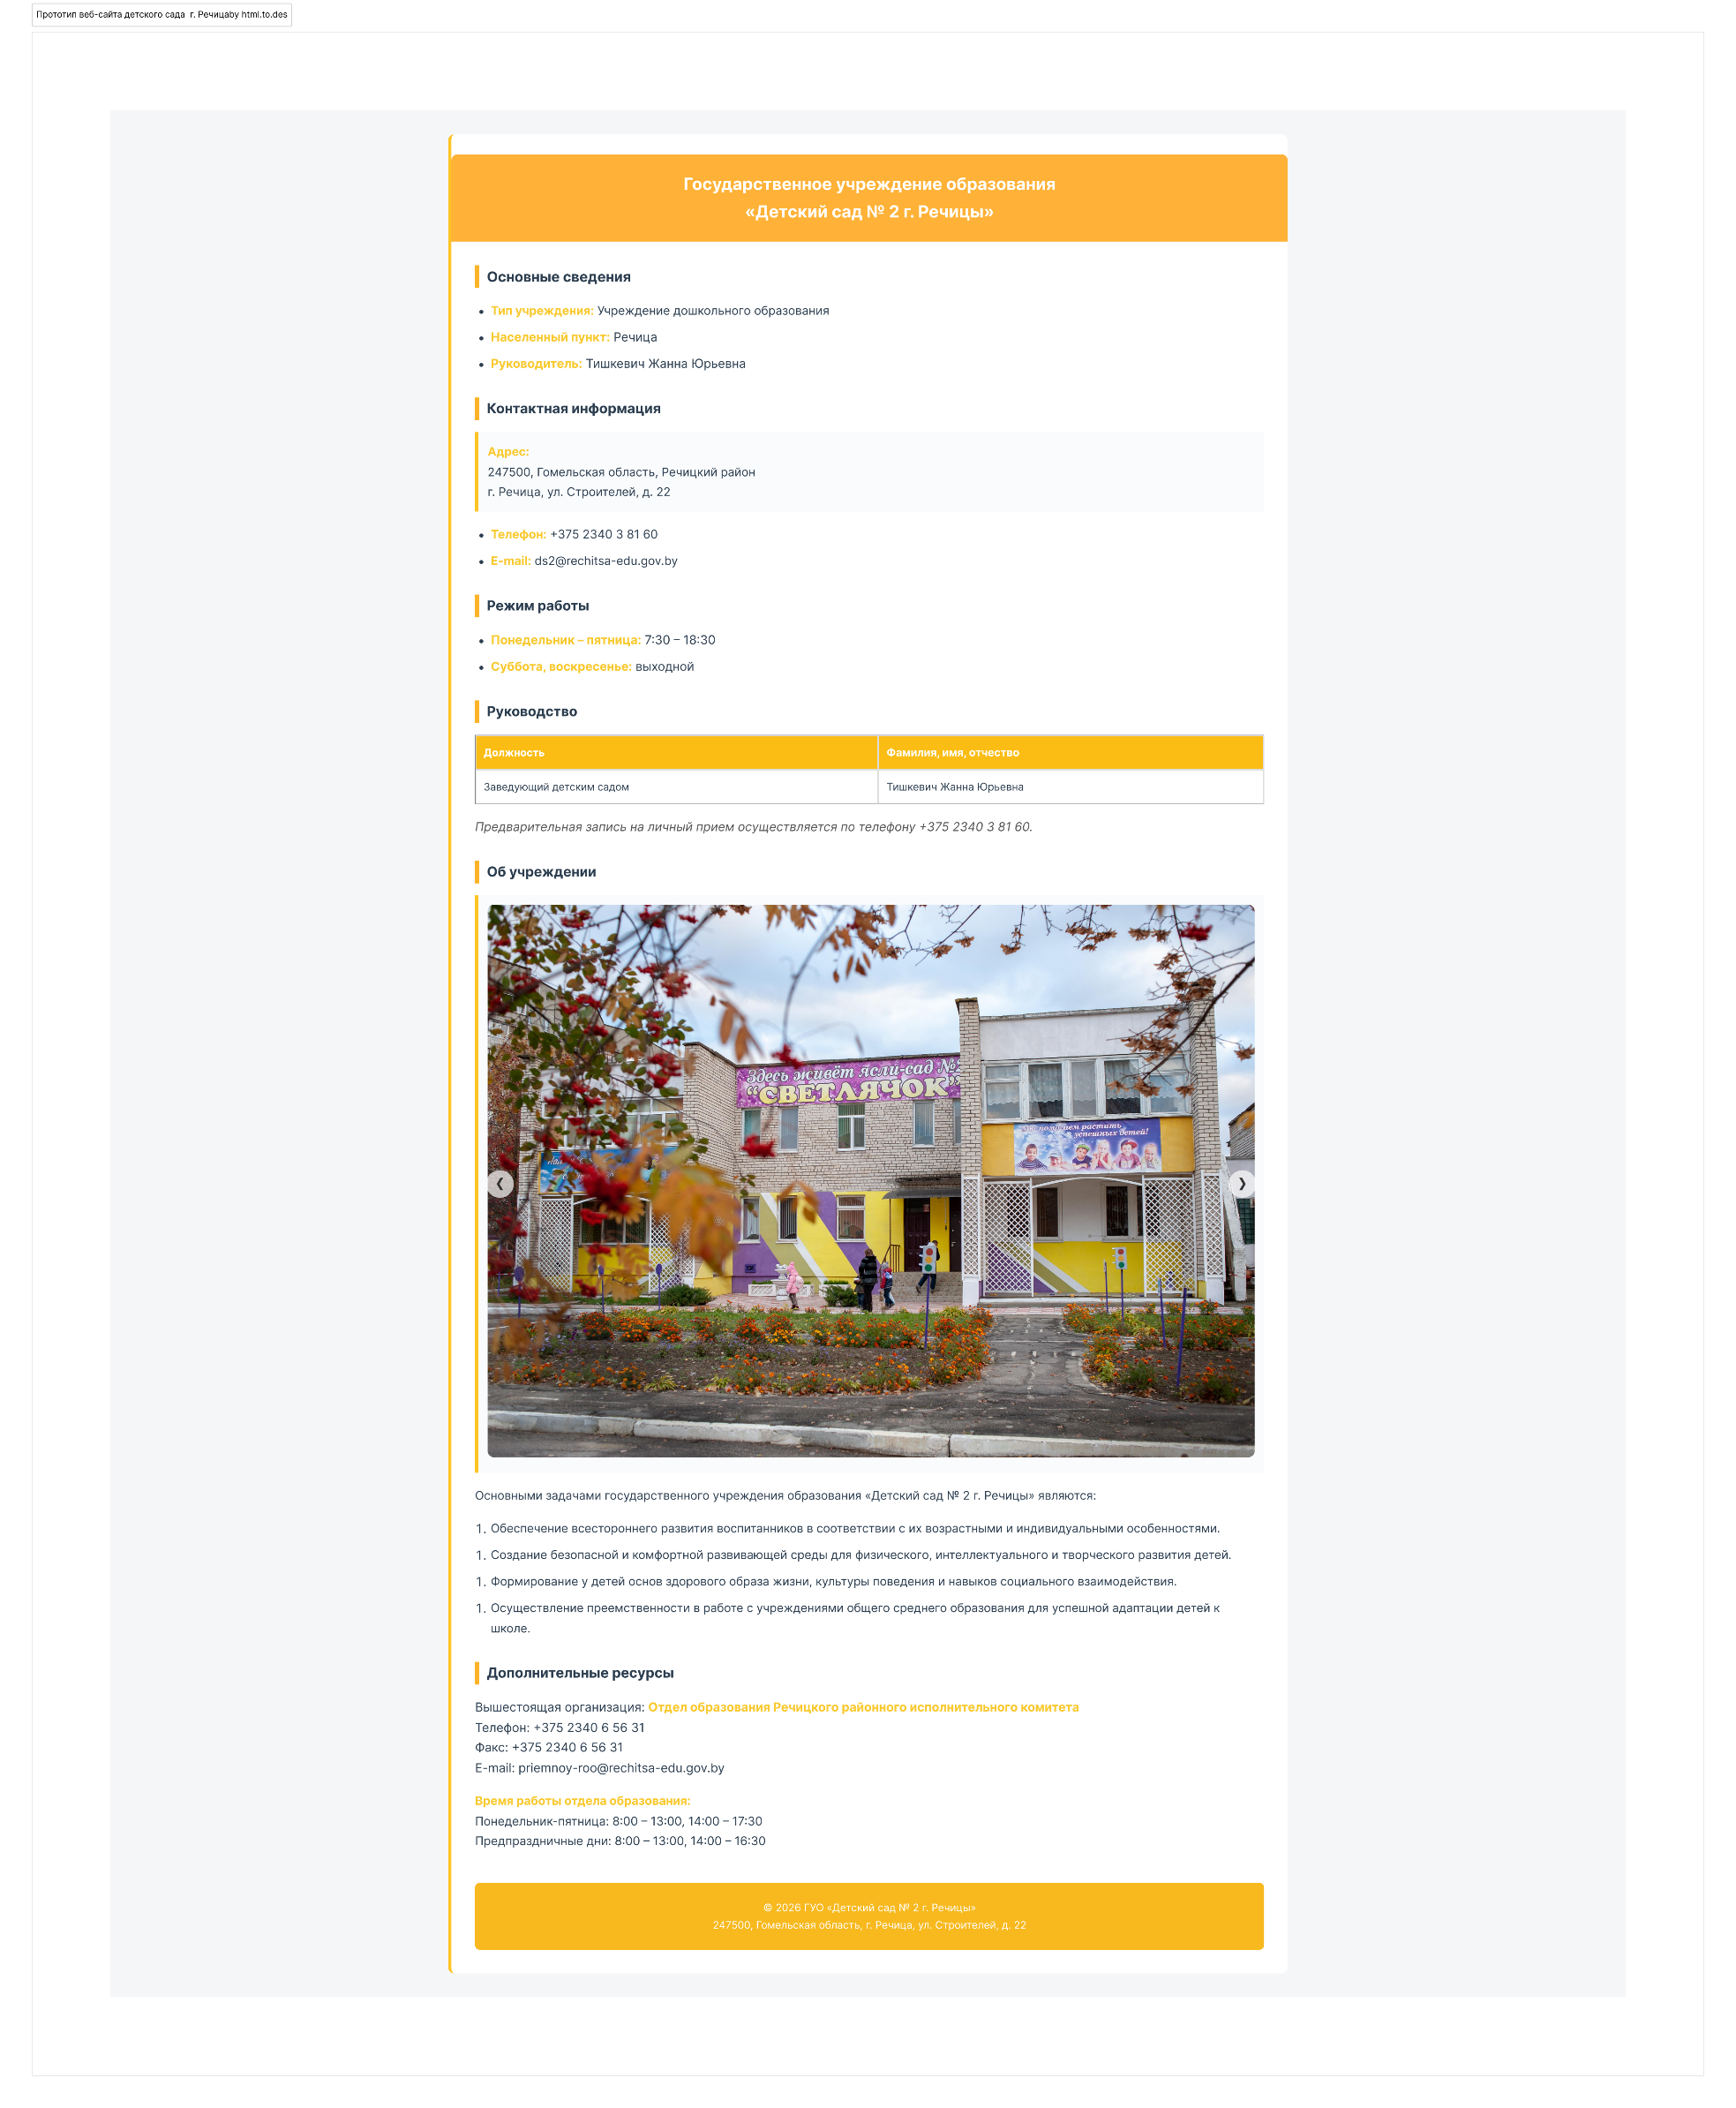 Прототип веб-сайта детского сада г. Речицаby html.to.des
Государственное учреждение образования
«Детский сад № 2 г. Речицы»
Основные сведения
• Тип учреждения: Учреждение дошкольного образования
• Населенный пункт: Речица
• Руководитель: Тишкевич Жанна Юрьевна
Контактная информация
Адрес:
247500, Гомельская область, Речицкий район
г. Речица, ул. Строителей, д. 22
• Телефон: +375 2340 3 81 60
• E-mail: ds2@rechitsa-edu.gov.by
Режим работы
• Понедельник – пятница: 7:30 – 18:30
• Суббота, воскресенье: выходной
Руководство
Должность Фамилия, имя, отчество
Заведующий детским садом Тишкевич Жанна Юрьевна
Предварительная запись на личный прием осуществляется по телефону +375 2340 3 81 60.
Об учреждении
Здесь живёт ясли-сад №2
"СВЕТЛЯЧОК"
растить
успешных детей!
Основными задачами государственного учреждения образования «Детский сад № 2 г. Речицы» являются:
1. Обеспечение всестороннего развития воспитанников в соответствии с их возрастными и индивидуальными особенностями.
1. Создание безопасной и комфортной развивающей среды для физического, интеллектуального и творческого развития детей.
1. Формирование у детей основ здорового образа жизни, культуры поведения и навыков социального взаимодействия.
1. Осуществление преемственности в работе с учреждениями общего среднего образования для успешной адаптации детей к
школе.
Дополнительные ресурсы
Вышестоящая организация: Отдел образования Речицкого районного исполнительного комитета
Телефон: +375 2340 6 56 31
Факс: +375 2340 6 56 31
E-mail: priemnoy-roo@rechitsa-edu.gov.by
Время работы отдела образования:
Понедельник-пятница: 8:00 – 13:00, 14:00 – 17:30
Предпраздничные дни: 8:00 – 13:00, 14:00 – 16:30
© 2026 ГУО «Детский сад № 2 г. Речицы»
247500, Гомельская область, г. Речица, ул. Строителей, д. 22